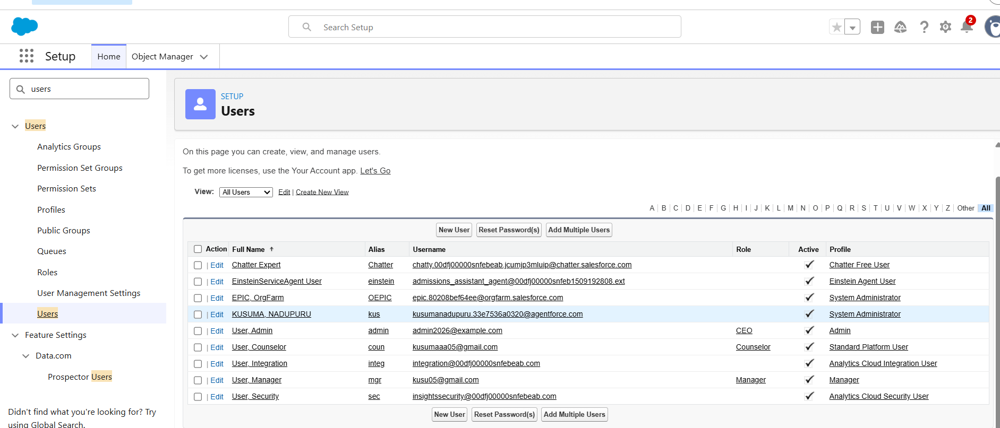 Search Setup
2
Setup
Home
Object Manager
users
Users
Analytics Groups
Permission Set Groups
Permission Sets
Profiles
Public Groups
Queues
Roles
User Management Settings
Users
Feature Settings
Data.com
Prospector Users
Didn't find what you're looking for? Try
using Global Search.
SETUP
Users
On this page you can create, view, and manage users.
To get more licenses, use the Your Account app. Let's Go
View: All Users Edit | Create New View
A B C D E F G H I J K L M N O P Q R S T U V W X Y Z Other All
New User Reset Password(s) Add Multiple Users
Action Full Name ↑ Alias Username Role Active Profile
| Edit Chatter Expert Chatter chatty.00dfj00000snfebeab.jcumjp3mluip@chatter.salesforce.com Chatter Free User
| Edit EinsteinServiceAgent User einstein admissions_assistant_agent@00dfj00000snfeb1509192808.ext Einstein Agent User
| Edit EPIC, OrgFarm OEPIC epic.80208bef64ee@orgfarm.salesforce.com System Administrator
| Edit KUSUMA, NADUPURU kus kusumanadupuru.33e7536a0320@agentforce.com System Administrator
| Edit User, Admin admin admin2026@example.com CEO Admin
| Edit User, Counselor coun kusumaaa05@gmail.com Counselor Standard Platform User
| Edit User, Integration integ integration@00dfj00000snfebeab.com Analytics Cloud Integration User
| Edit User, Manager mgr kusu05@gmail.com Manager Manager
| Edit User, Security sec insightssecurity@00dfj00000snfebeab.com Analytics Cloud Security User
New User Reset Password(s) Add Multiple Users